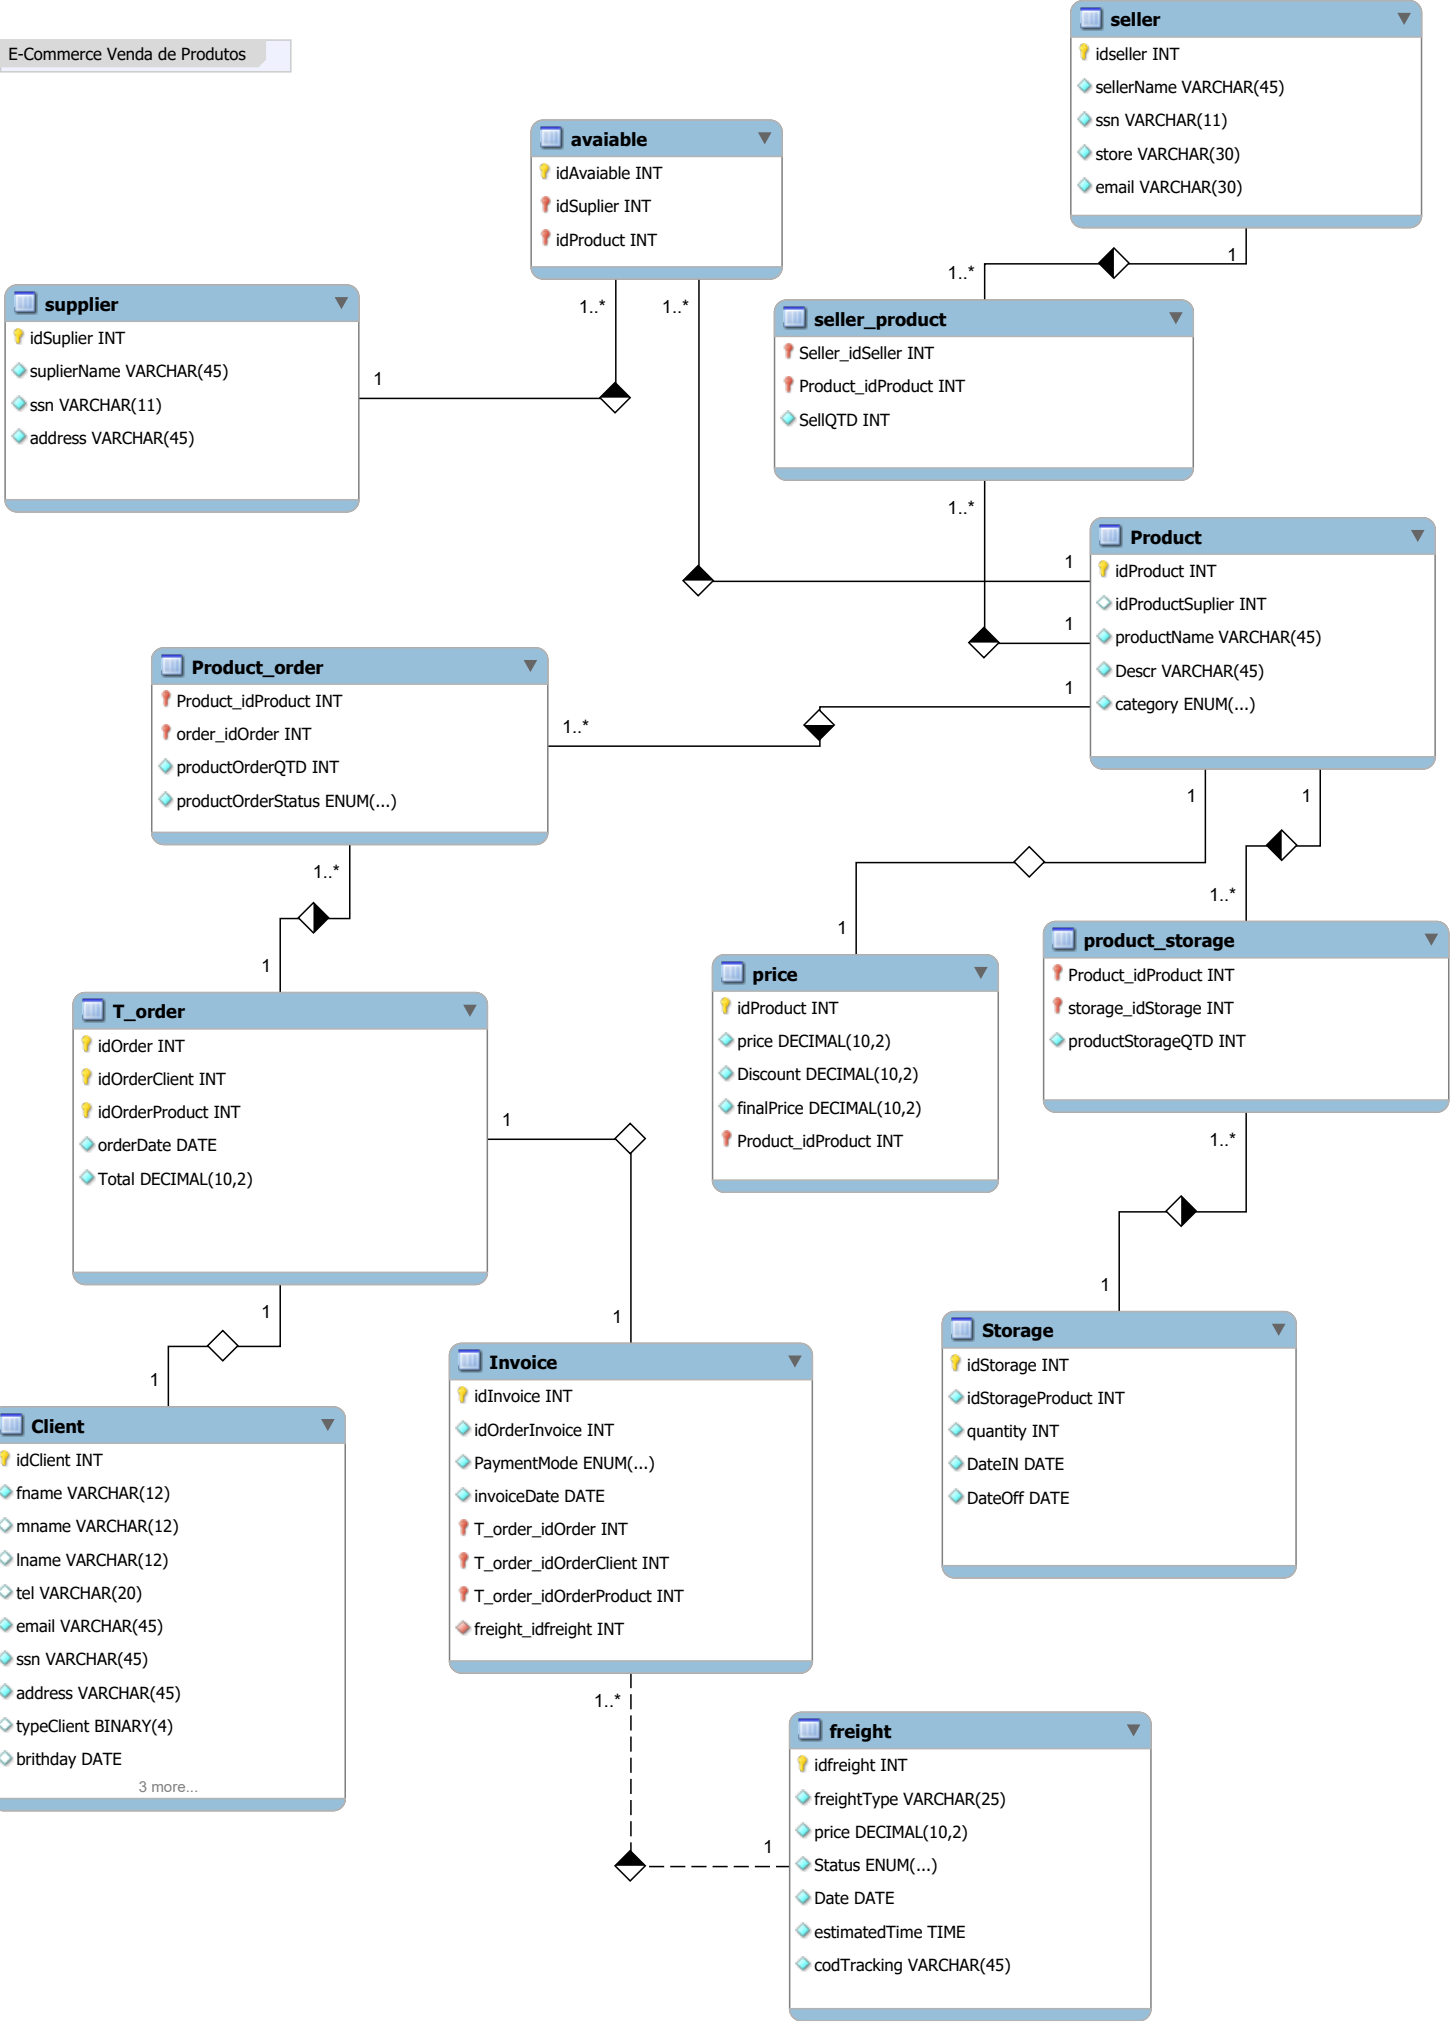 E-Commerce Venda de Produtos
seller
idseller INT
sellerName VARCHAR(45)
ssn VARCHAR(11)
store VARCHAR(30)
email VARCHAR(30)
1
1..*
avaiable
idAvaiable INT
idSuplier INT
idProduct INT
1..*
1..*
supplier
idSuplier INT
suplierName VARCHAR(45)
ssn VARCHAR(11)
address VARCHAR(45)
1
seller_product
Seller_idSeller INT
Product_idProduct INT
SellQTD INT
1..*
Product
idProduct INT
idProductSuplier INT
productName VARCHAR(45)
Descr VARCHAR(45)
category ENUM(...)
1
1
1
1
1
Product_order
Product_idProduct INT
order_idOrder INT
productOrderQTD INT
productOrderStatus ENUM(...)
1..*
1..*
1
T_order
idOrder INT
idOrderClient INT
idOrderProduct INT
orderDate DATE
Total DECIMAL(10,2)
1
1
1
price
idProduct INT
price DECIMAL(10,2)
Discount DECIMAL(10,2)
finalPrice DECIMAL(10,2)
Product_idProduct INT
1..*
product_storage
Product_idProduct INT
storage_idStorage INT
productStorageQTD INT
1..*
1
Storage
idStorage INT
idStorageProduct INT
quantity INT
DateIN DATE
DateOff DATE
1
Client
idClient INT
fname VARCHAR(12)
mname VARCHAR(12)
lname VARCHAR(12)
tel VARCHAR(20)
email VARCHAR(45)
ssn VARCHAR(45)
address VARCHAR(45)
typeClient BINARY(4)
brithday DATE
3 more...
1
Invoice
idInvoice INT
idOrderInvoice INT
PaymentMode ENUM(...)
invoiceDate DATE
T_order_idOrder INT
T_order_idOrderClient INT
T_order_idOrderProduct INT
freight_idfreight INT
1..*
1
freight
idfreight INT
freightType VARCHAR(25)
price DECIMAL(10,2)
Status ENUM(...)
Date DATE
estimatedTime TIME
codTracking VARCHAR(45)